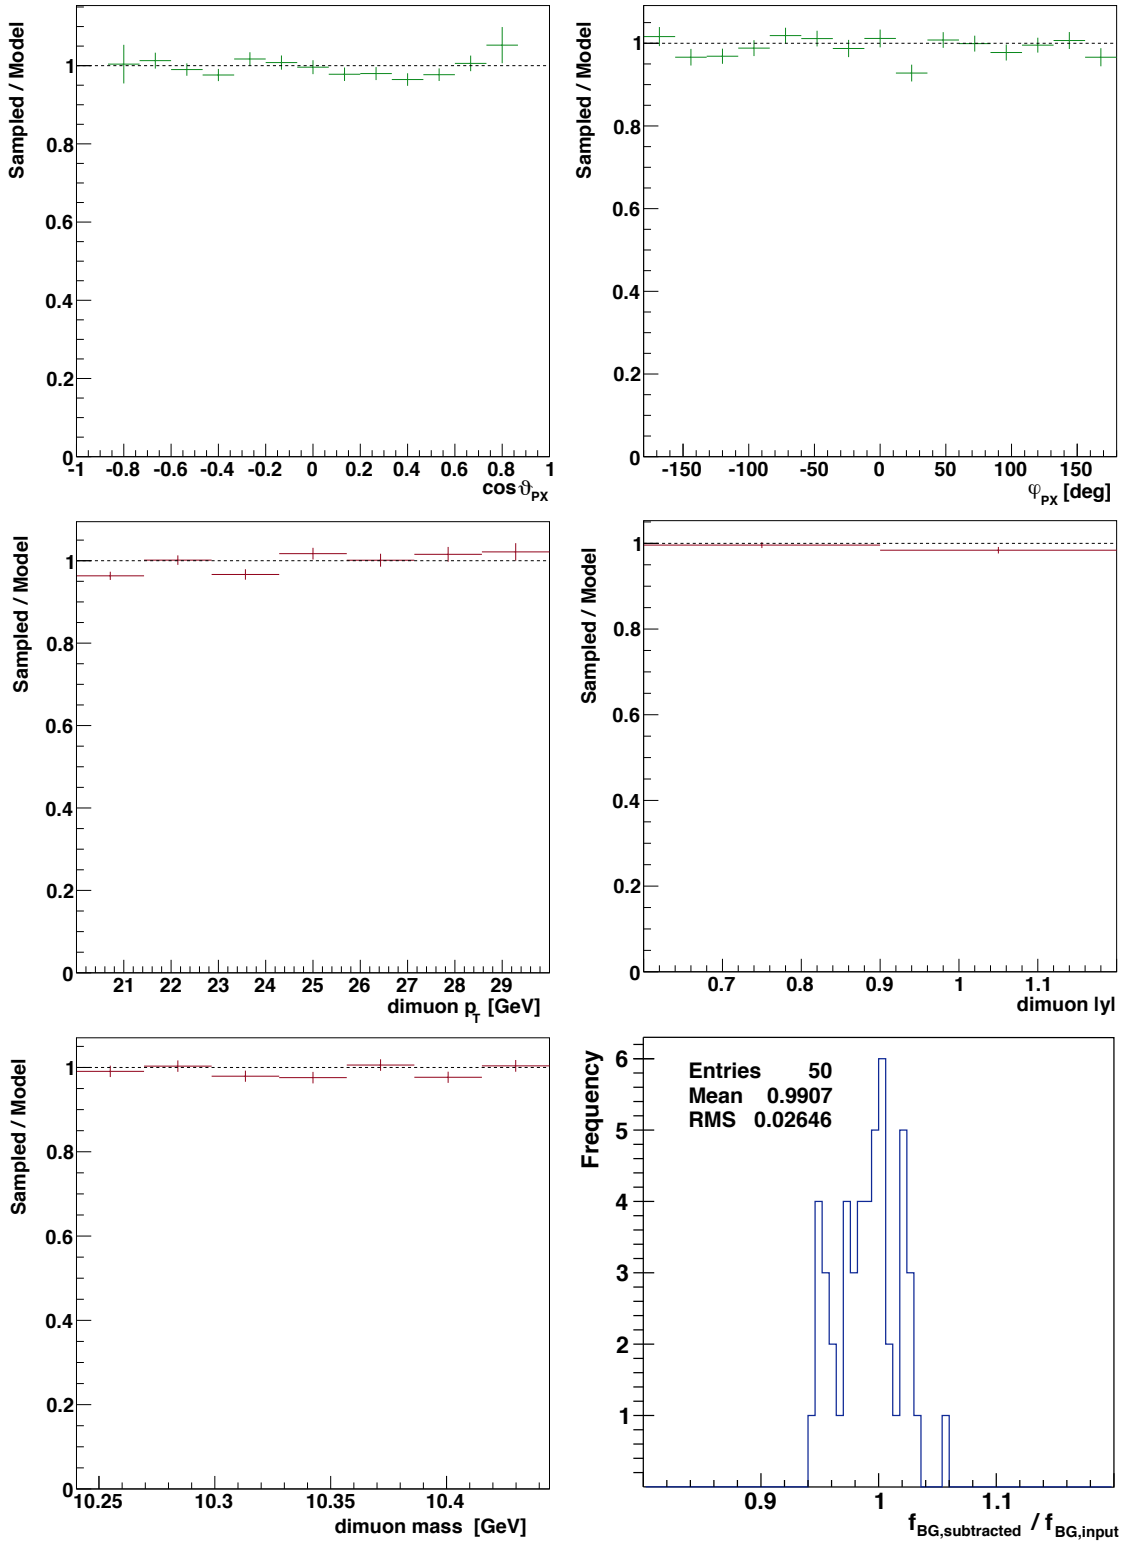 Sampled / Model
1
0.8
0.6
0.4
0.2
0
-1 -0.8 -0.6 -0.4 -0.2 0 0.2 0.4 0.6 0.8 1
cos ϑ_PX
Sampled / Model
1
0.8
0.6
0.4
0.2
0
-150 -100 -50 0 50 100 150
φ_PX [deg]
Sampled / Model
1
0.8
0.6
0.4
0.2
0
21 22 23 24 25 26 27 28 29
dimuon p_T [GeV]
Sampled / Model
1
0.8
0.6
0.4
0.2
0
0.7 0.8 0.9 1 1.1
dimuon |y|
Sampled / Model
1
0.8
0.6
0.4
0.2
0
10.25 10.3 10.35 10.4
dimuon mass [GeV]
Frequency
6
5
4
3
2
1
Entries 50
Mean 0.9907
RMS 0.02646
0.9 1 1.1
f_BG,subtracted / f_BG,input